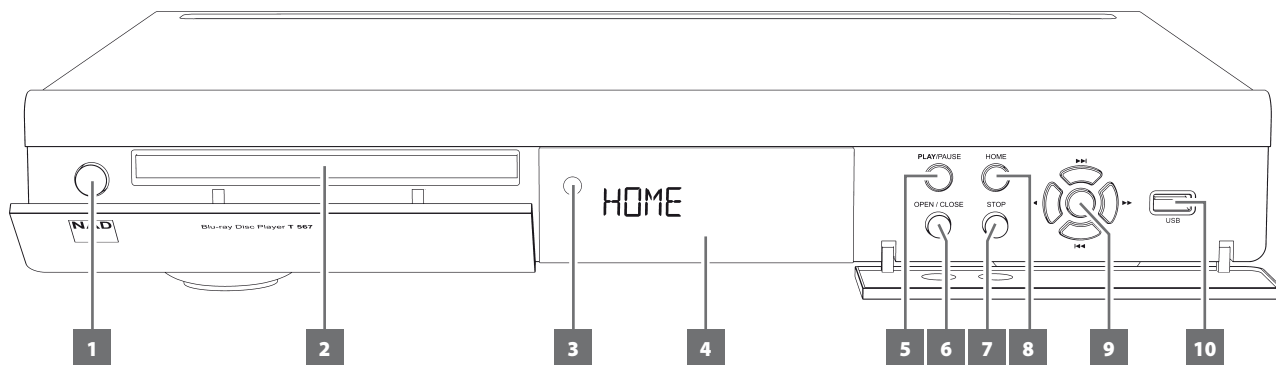 PLAY/PAUSE HOME
OPEN / CLOSE STOP
USB
HOME
NAD
Blu-ray Disc Player T 567
1 2 3 4 5 6 7 8 9 10